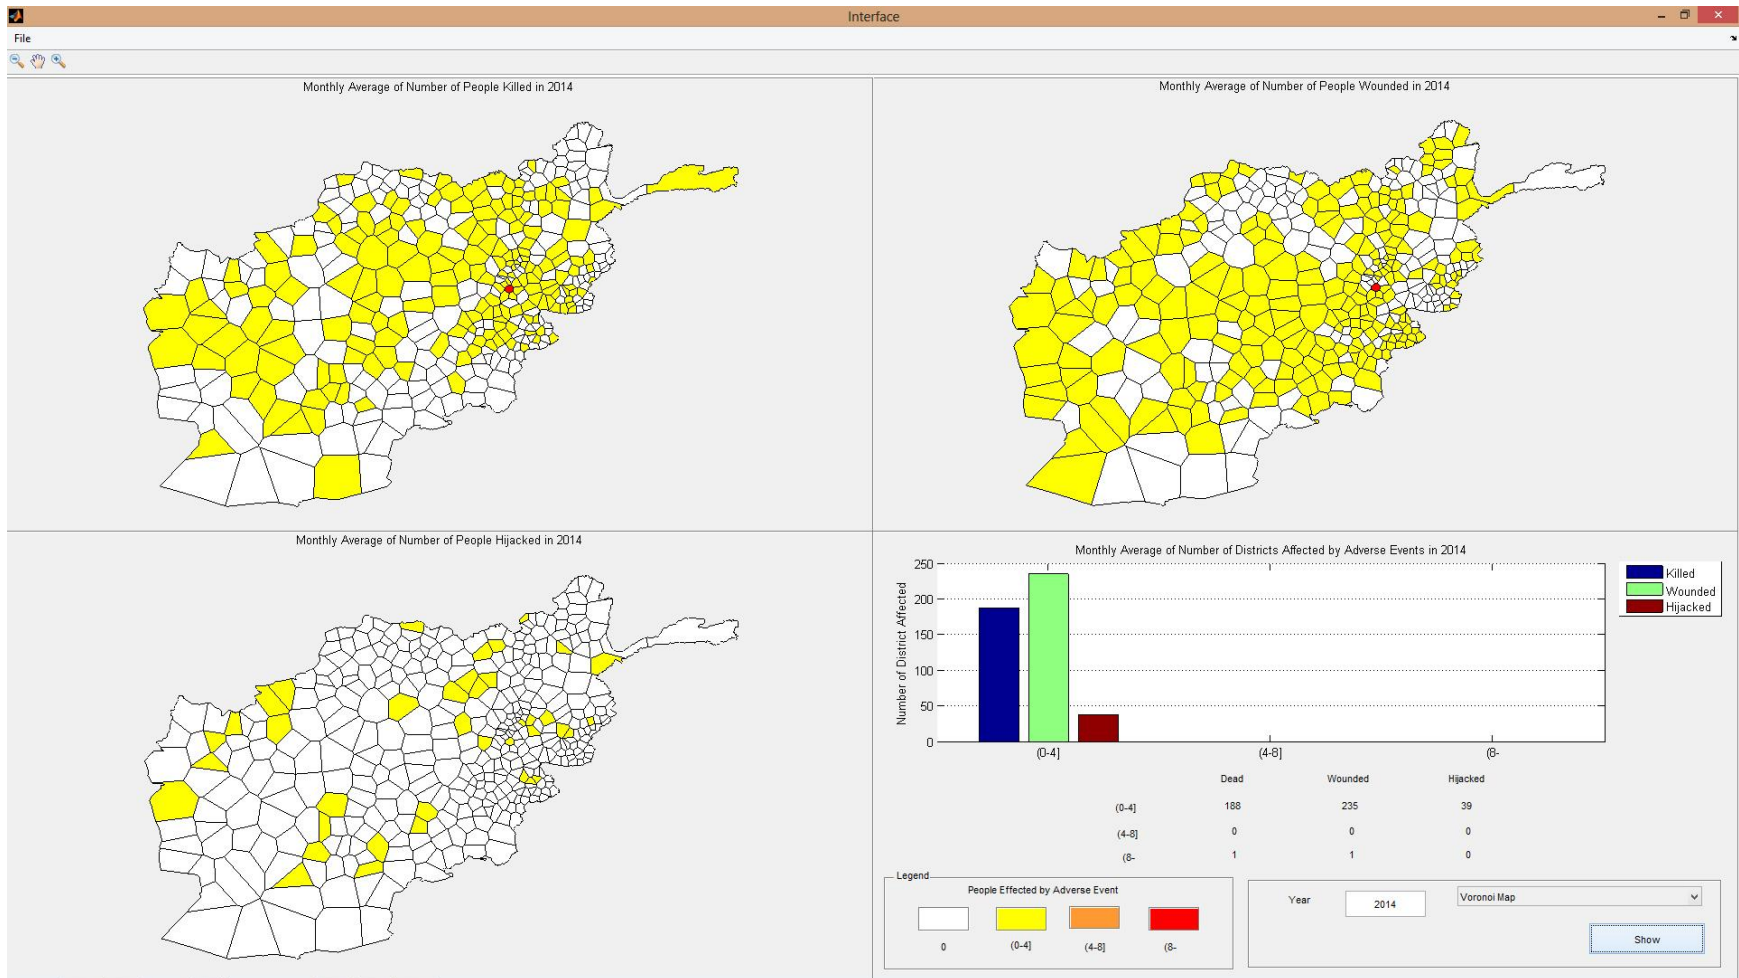 Interface
File
Monthly Average of Number of People Killed in 2014
Monthly Average of Number of People Wounded in 2014
Monthly Average of Number of People Hijacked in 2014
Monthly Average of Number of Districts Affected by Adverse Events in 2014
Number of District Affected
250
200
150
100
50
0
(0-4]
(4-8]
(8-
Killed
Wounded
Hijacked
Dead Wounded Hijacked
(0-4] 188 235 39
(4-8] 0 0 0
(8- 1 1 0
Legend
People Effected by Adverse Event
0 (0-4] (4-8] (8-
Year 2014 Voronoi Map
Show